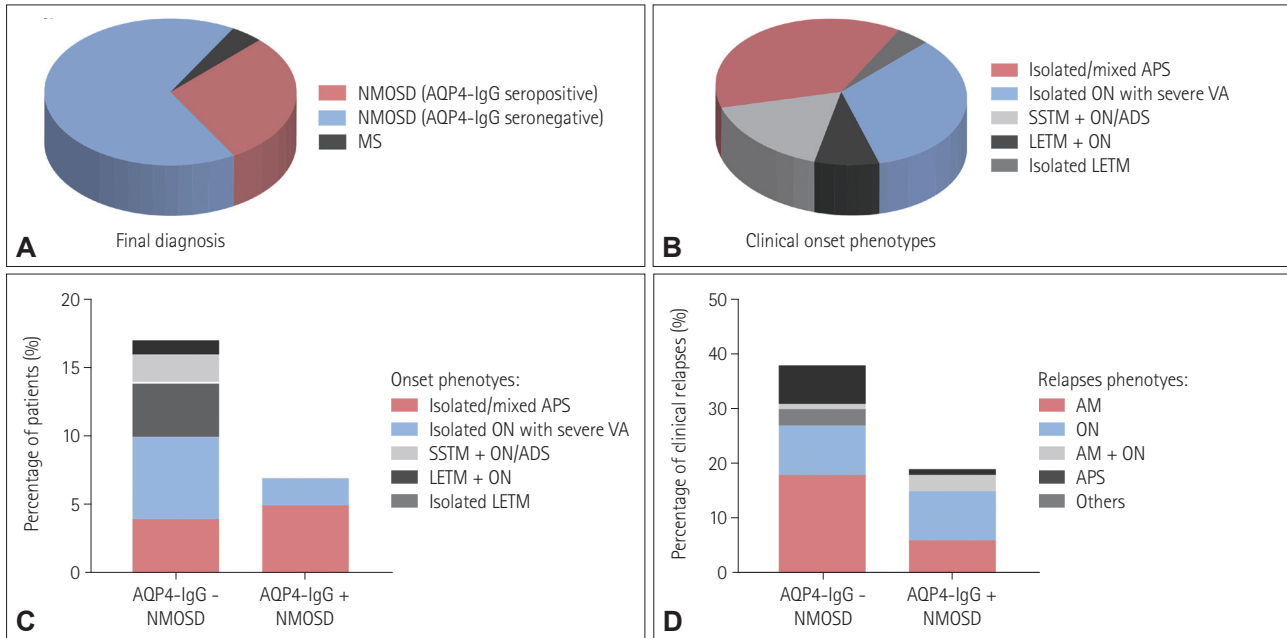 NMOSD (AQP4-IgG seropositive)
NMOSD (AQP4-IgG seronegative)
MS
A
Final diagnosis
Isolated/mixed APS
Isolated ON with severe VA
SSTM + ON/ADS
LETM + ON
Isolated LETM
B
Clinical onset phenotypes
Percentage of patients (%)
20
15
10
5
0
Onset phenotyes:
Isolated/mixed APS
Isolated ON with severe VA
SSTM + ON/ADS
LETM + ON
Isolated LETM
AQP4-IgG -
NMOSD
AQP4-IgG +
NMOSD
C
Percentage of clinical relapses (%)
50
40
30
20
10
0
Relapses phenotyes:
AM
ON
AM + ON
APS
Others
AQP4-IgG -
NMOSD
AQP4-IgG +
NMOSD
D